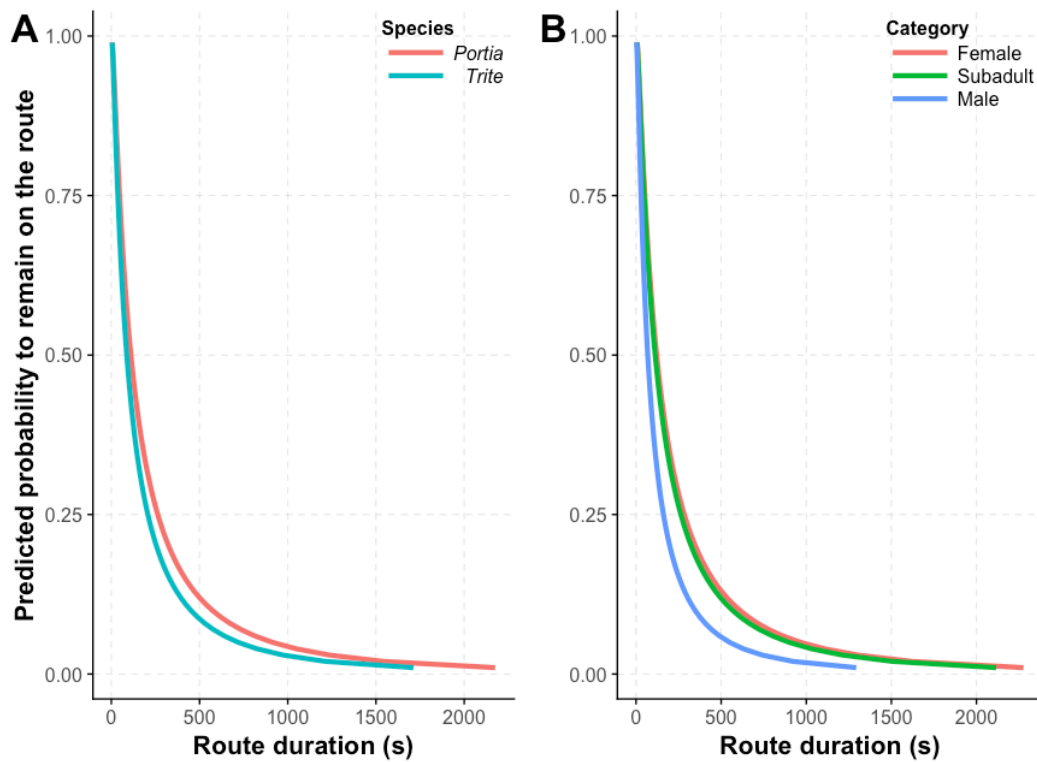 A
Species
Portia
Trite
1.00
0.75
0.50
0.25
0.00
Predicted probability to remain on the route
0 500 1000 1500 2000
Route duration (s)
B
Category
Female
Subadult
Male
1.00
0.75
0.50
0.25
0.00
0 500 1000 1500 2000
Route duration (s)